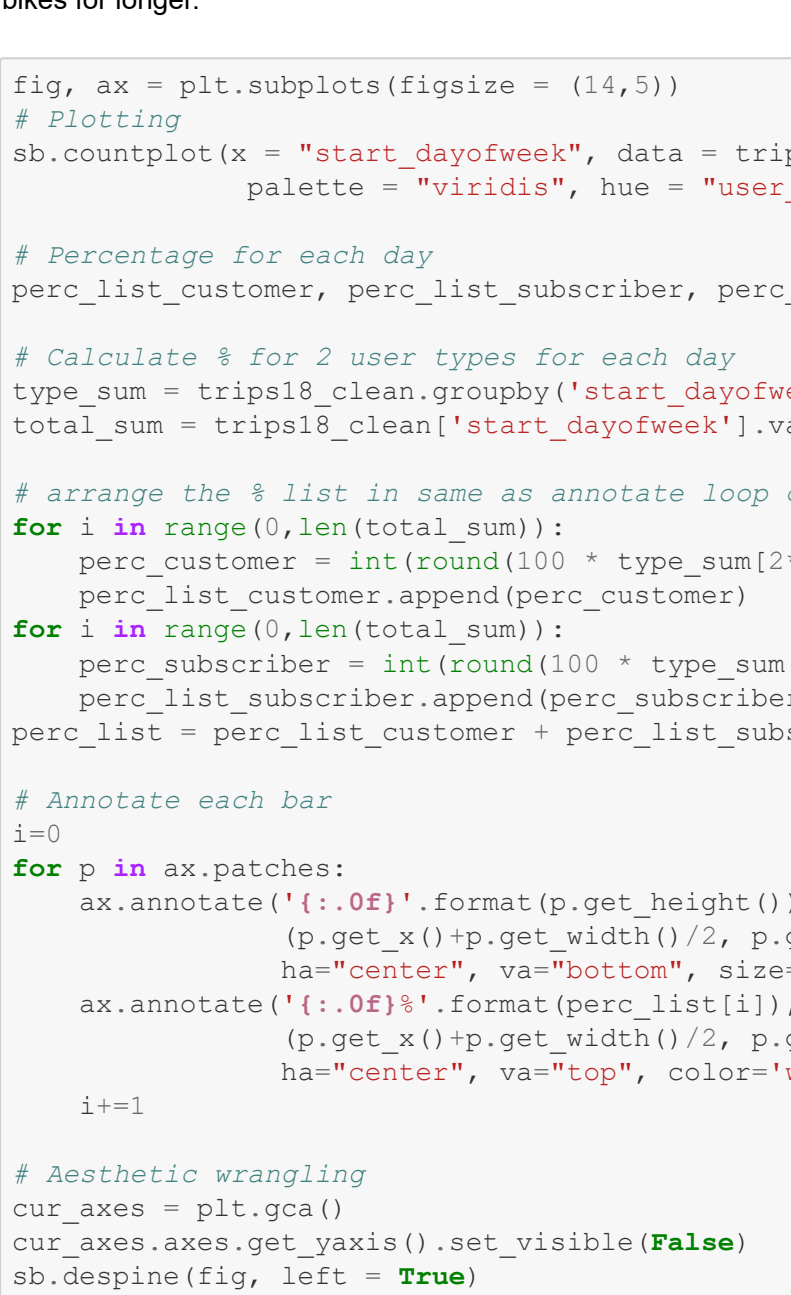 bikes for longer.
fig, ax = plt.subplots(figsize = (14,5))
# Plotting
sb.countplot(x = "start_dayofweek", data = trip
palette = "viridis", hue = "user_
# Percentage for each day
perc_list_customer, perc_list_subscriber, perc_
# Calculate % for 2 user types for each day
type_sum = trips18_clean.groupby('start_dayofwe
total_sum = trips18_clean['start_dayofweek'].va
# arrange the % list in same as annotate loop
for i in range(0,len(total_sum)):
    perc_customer = int(round(100 * type_sum[2*
    perc_list_customer.append(perc_customer)
for i in range(0,len(total_sum)):
    perc_subscriber = int(round(100 * type_sum
    perc_list_subscriber.append(perc_subscriber
perc_list = perc_list_customer + perc_list_subs
# Annotate each bar
i=0
for p in ax.patches:
    ax.annotate('{:.0f}'.format(p.get_height())
                (p.get_x()+p.get_width()/2, p.g
                ha="center", va="bottom", size=
    ax.annotate('{:.0f}%'.format(perc_list[i]),
                (p.get_x()+p.get_width()/2, p.g
                ha="center", va="top", color='w
    i+=1
# Aesthetic wrangling
cur_axes = plt.gca()
cur_axes.axes.get_yaxis().set_visible(False)
sb.despine(fig, left = True)